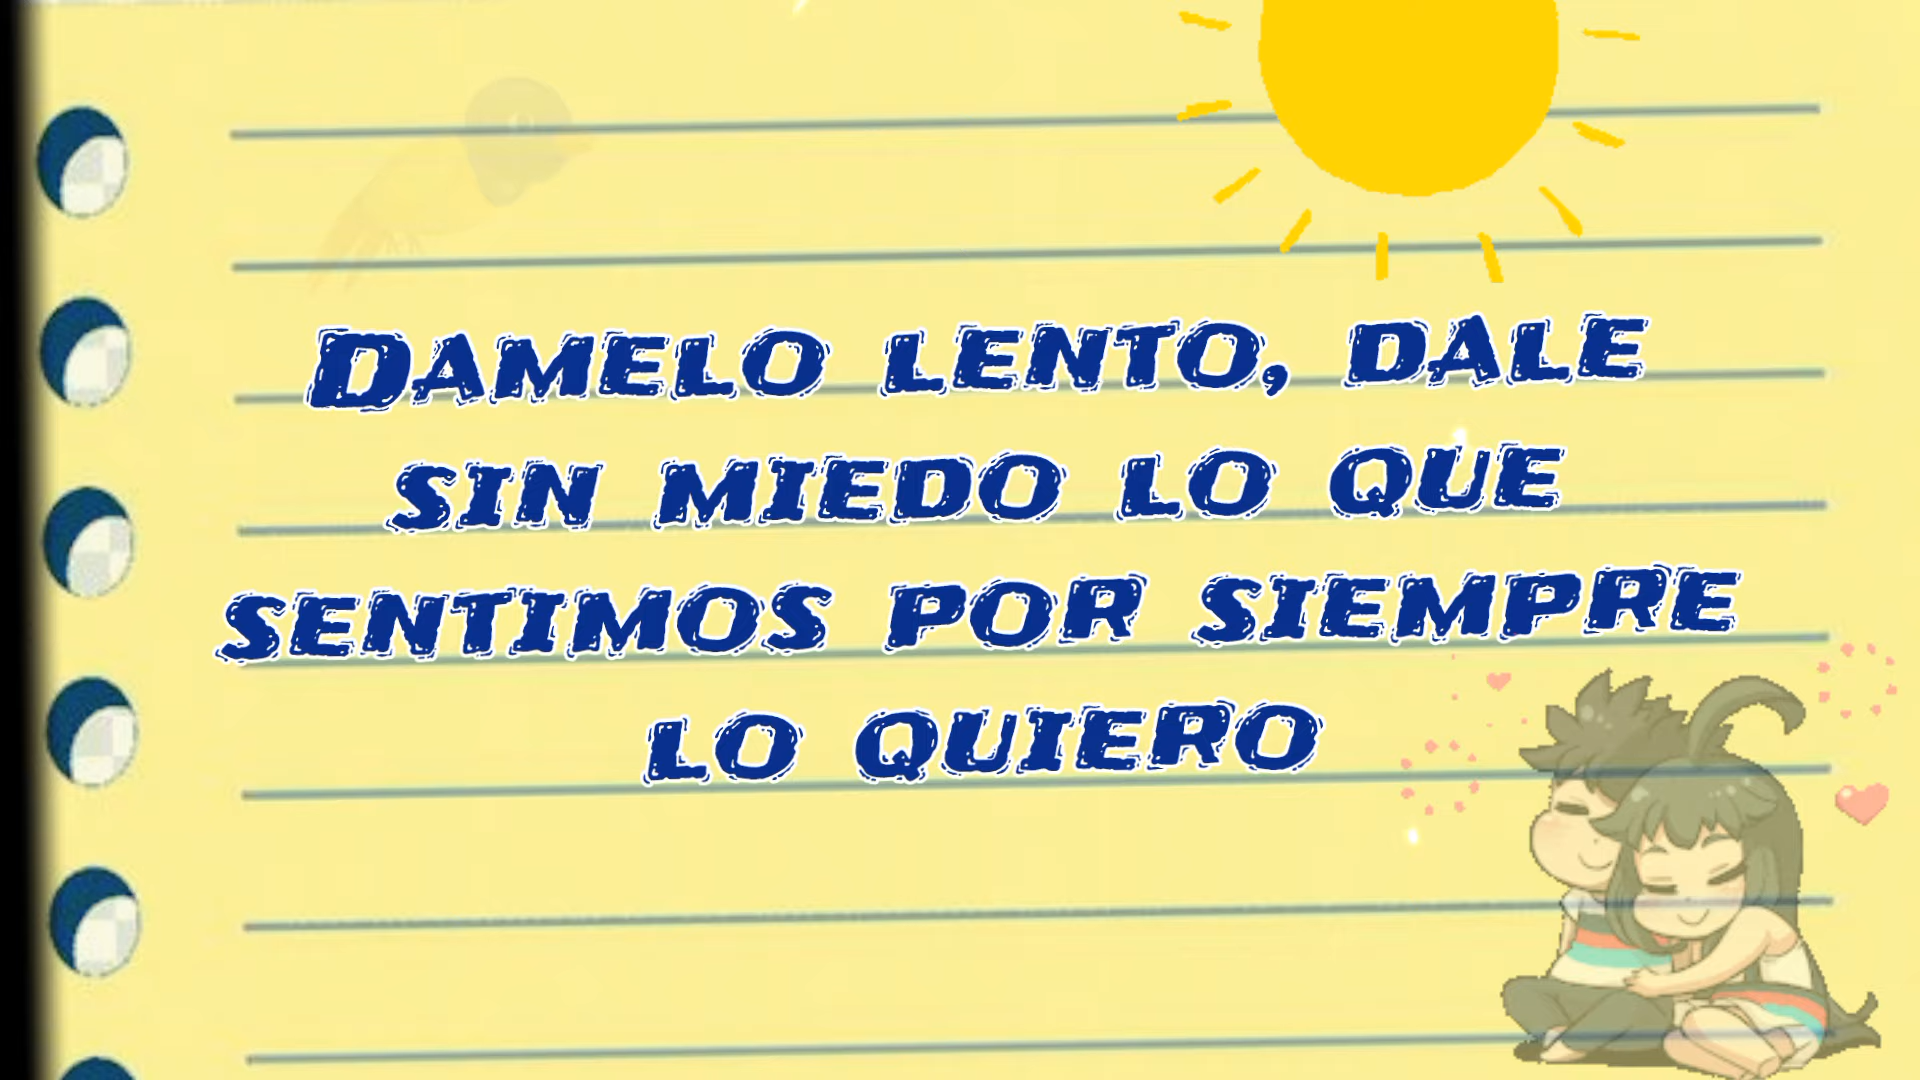 DAMELO LENTO, DALE
SIN MIEDO LO QUE
SENTIMOS POR SIEMPRE
LO QUIERO